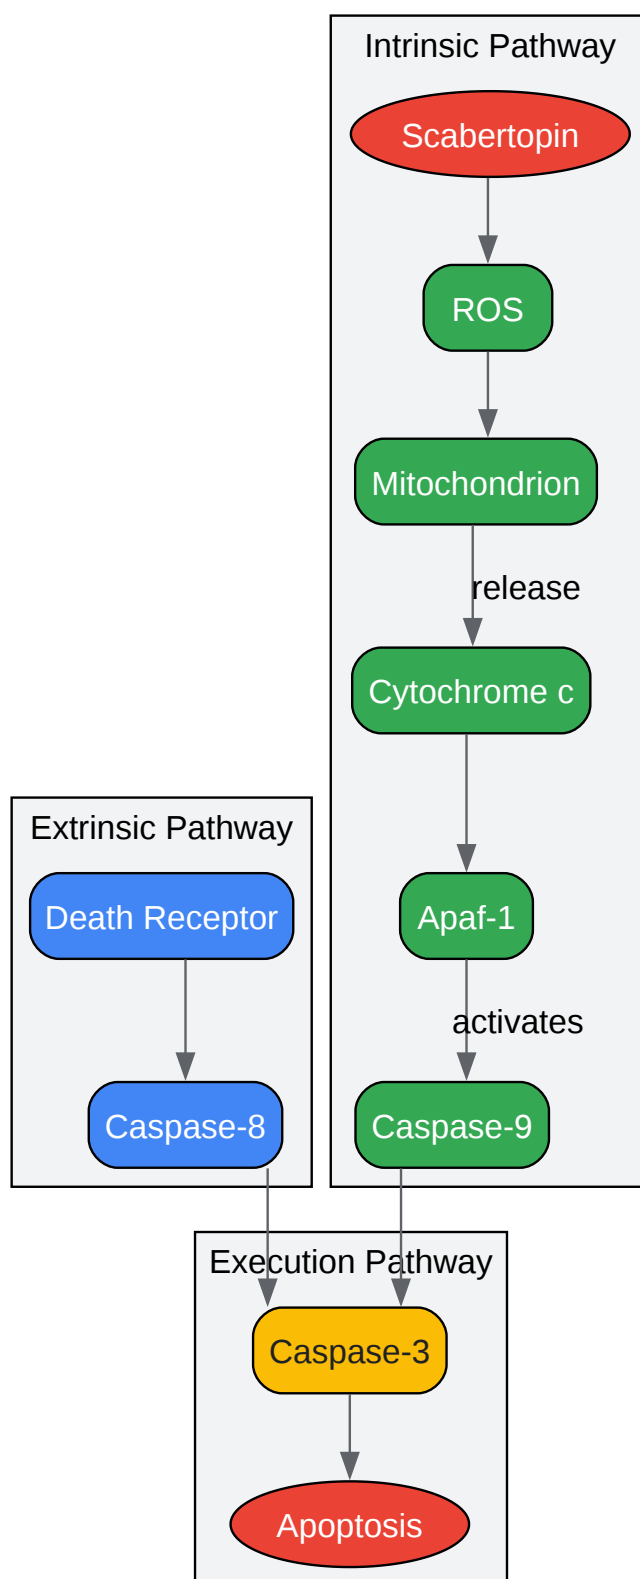 Intrinsic Pathway
Scabertopin
ROS
Mitochondrion
release
Cytochrome c
Extrinsic Pathway
Death Receptor
Apaf-1
activates
Caspase-8
Caspase-9
Execution Pathway
Caspase-3
Apoptosis